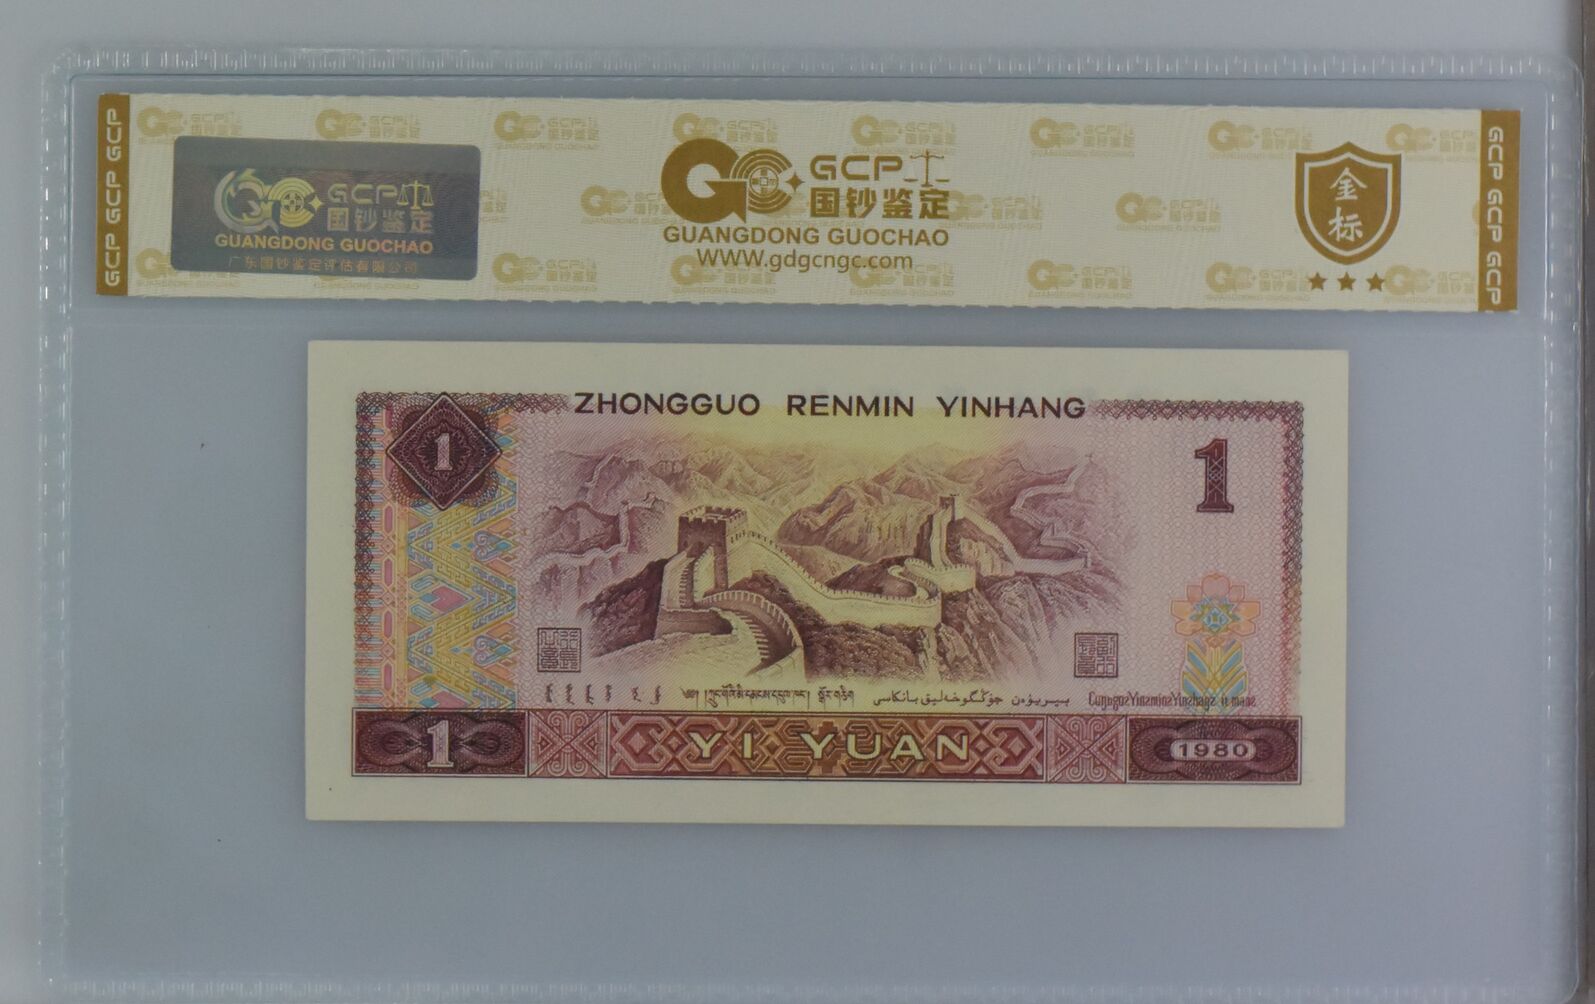 GCP GCP GCP
GCP
国钞鉴定
GUANGDONG GUOCHAO
广东国钞鉴定评估有限公司
GCP
国钞鉴定
GUANGDONG GUOCHAO
WWW.gdgcngc.com
金标
GCP GCP GCP
ZHONGGUO RENMIN YINHANG
1
1
1
YI YUAN
1980